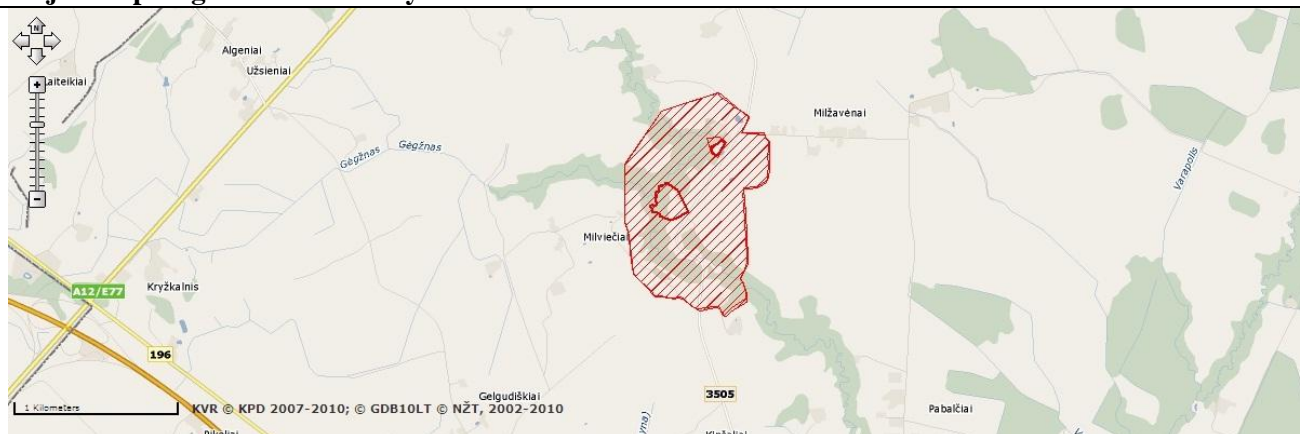 N
Algeniai
Užsieniai
Milžavėnai
Gėgžnas
Gėgžnas
Varapolis
Milviečiai
Kryžkalnis
A12/E77
196
Gelgudiškiai
3505
Pabalčiai
1 Kilometers
KVR © KPD 2007-2010; © GDB10LT © NŽT, 2002-2010